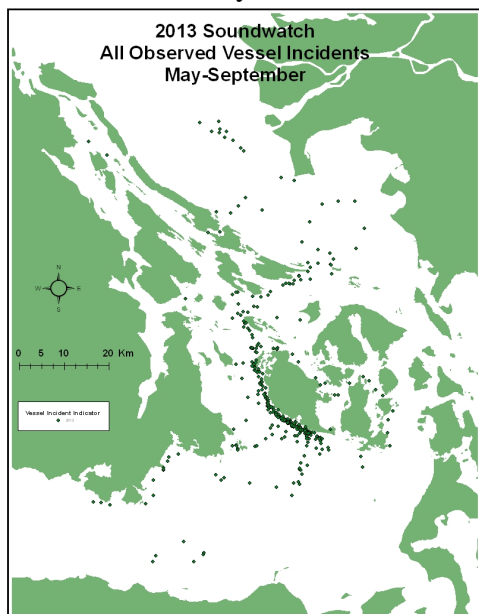 2013 Soundwatch
All Observed Vessel Incidents
May-September
N
W E
S
0 5 10 20 Km
Vessel Incident Indicator